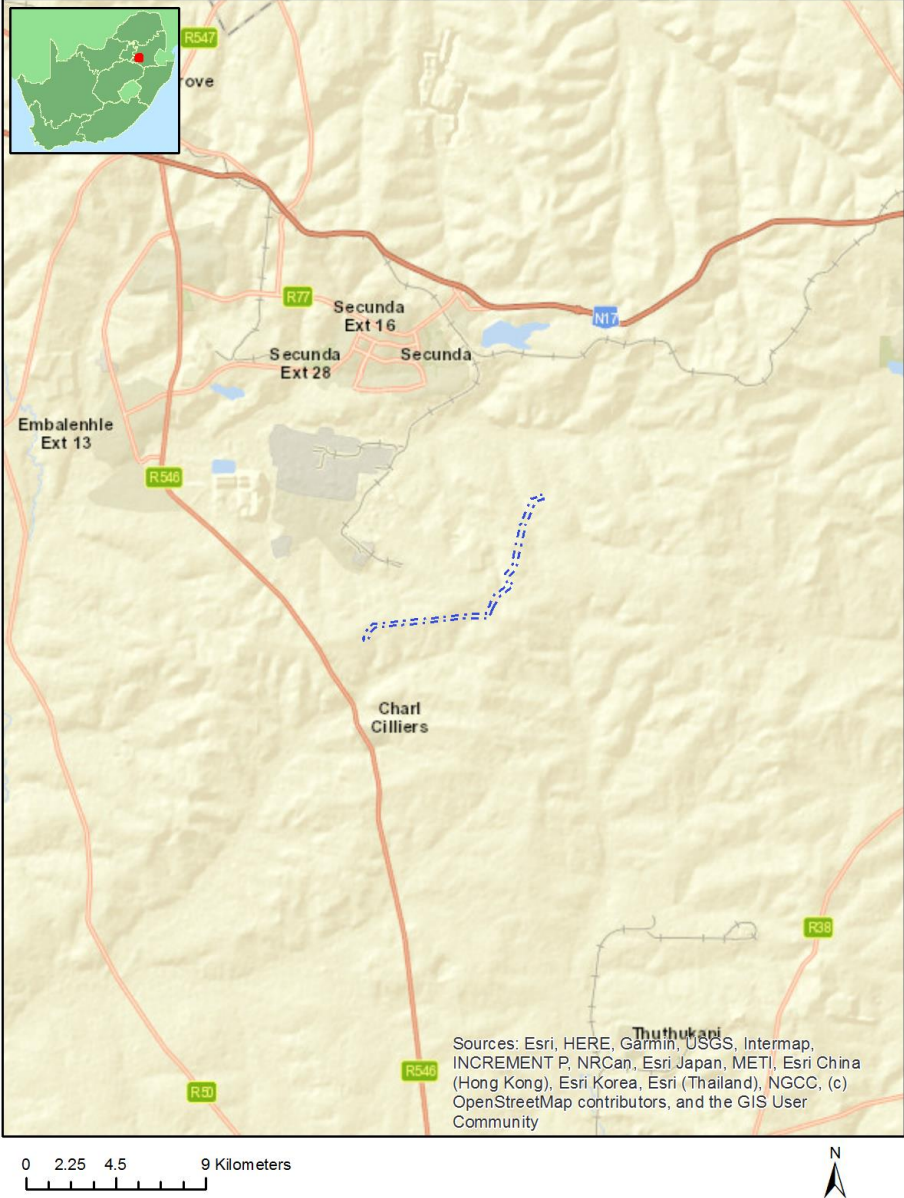 R547
rove
R77
Secunda
Ext 16
N17
Secunda
Ext 28
Secunda
Embalenhle
Ext 13
R546
Charl
Cilliers
R38
Thuthukani
Sources: Esri, HERE, Garmin, USGS, Intermap,
INCREMENT P, NRCan, Esri Japan, METI, Esri China
(Hong Kong), Esri Korea, Esri (Thailand), NGCC, (c)
OpenStreetMap contributors, and the GIS User
Community
R546
R50
0 2.25 4.5 9 Kilometers
N